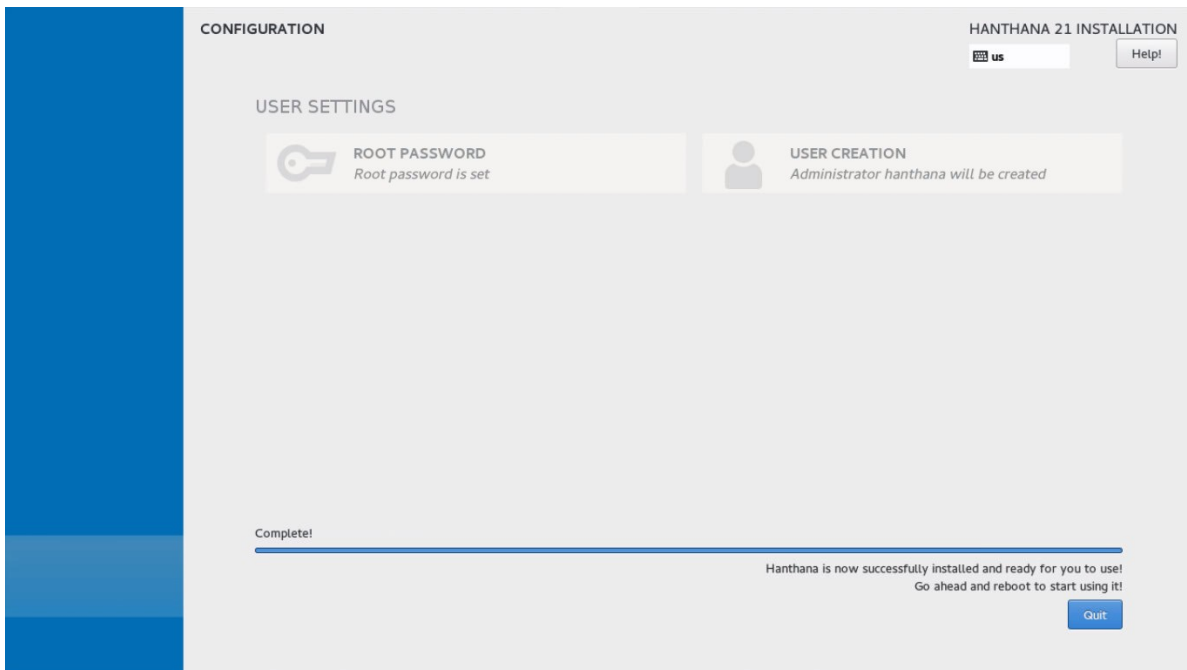 CONFIGURATION
HANTHANA 21 INSTALLATION
us
Help!
USER SETTINGS
ROOT PASSWORD
Root password is set
USER CREATION
Administrator hanthana will be created
Complete!
Hanthana is now successfully installed and ready for you to use!
Go ahead and reboot to start using it!
Quit